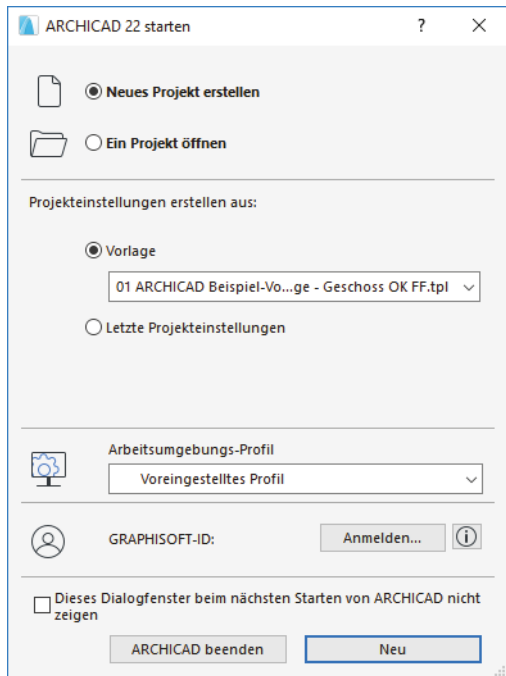 ARCHICAD 22 starten
?
Neues Projekt erstellen
Ein Projekt öffnen
Projekteinstellungen erstellen aus:
Vorlage
01 ARCHICAD Beispiel-Vo...ge - Geschoss OK FF.tpl
Letzte Projekteinstellungen
Arbeitsumgebungs-Profil
Voreingestelltes Profil
GRAPHISOFT-ID:
Anmelden...
Dieses Dialogfenster beim nächsten Starten von ARCHICAD nicht
zeigen
ARCHICAD beenden
Neu